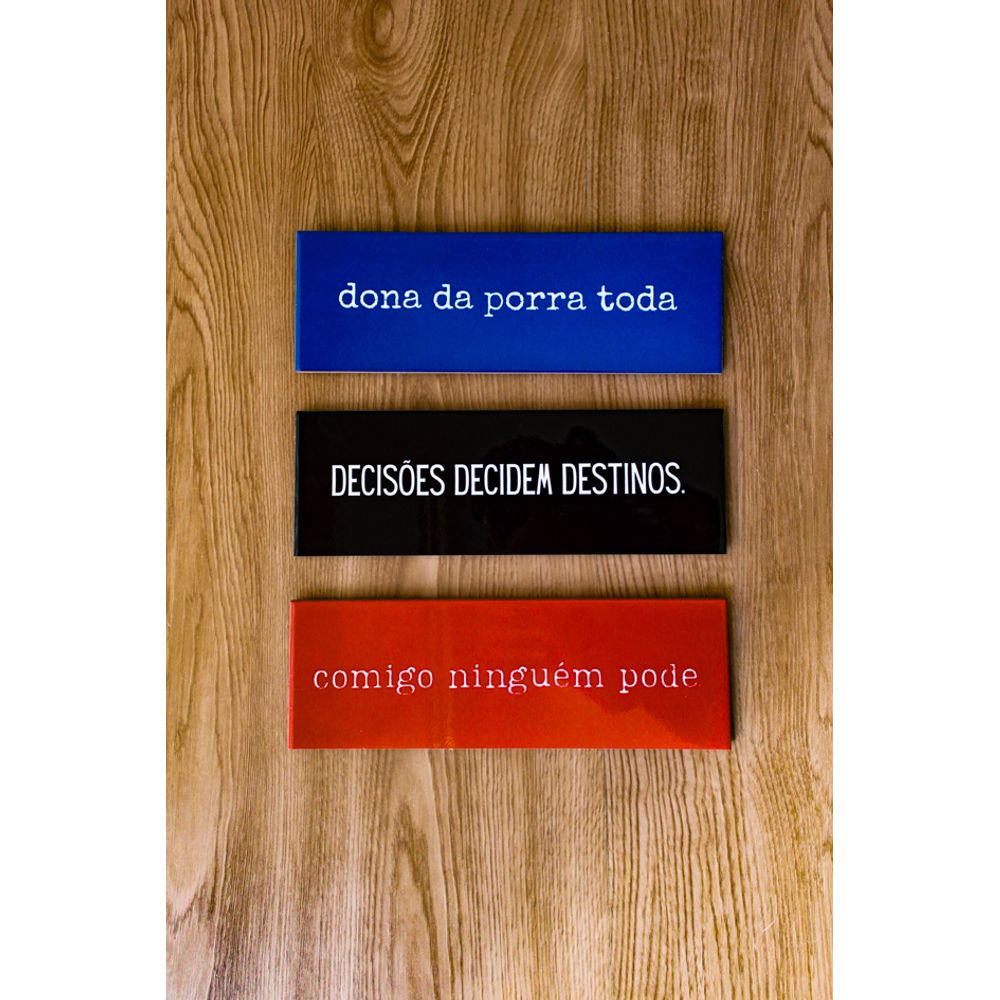 dona da porra toda
DECISÕES DECIDEM DESTINOS.
comigo ninguém pode